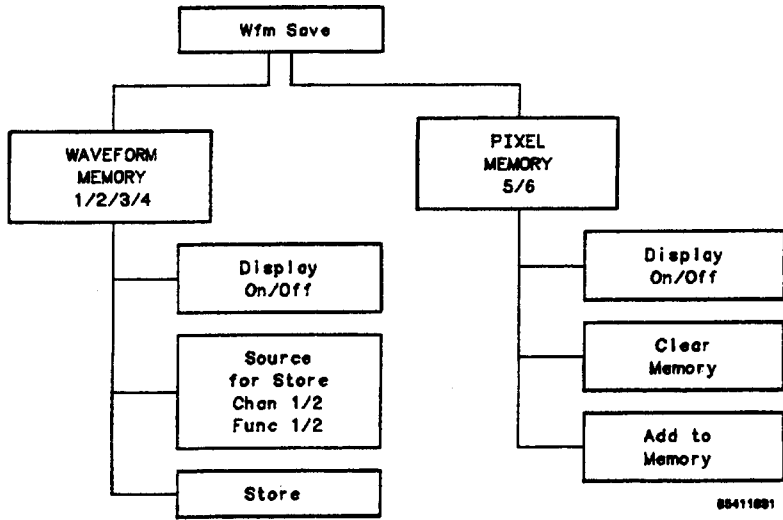 Wfm Save
WAVEFORM
MEMORY
1/2/3/4
PIXEL
MEMORY
5/6
Display
On/Off
Source
for Store
Chan 1/2
Func 1/2
Store
Display
On/Off
Clear
Memory
Add to
Memory